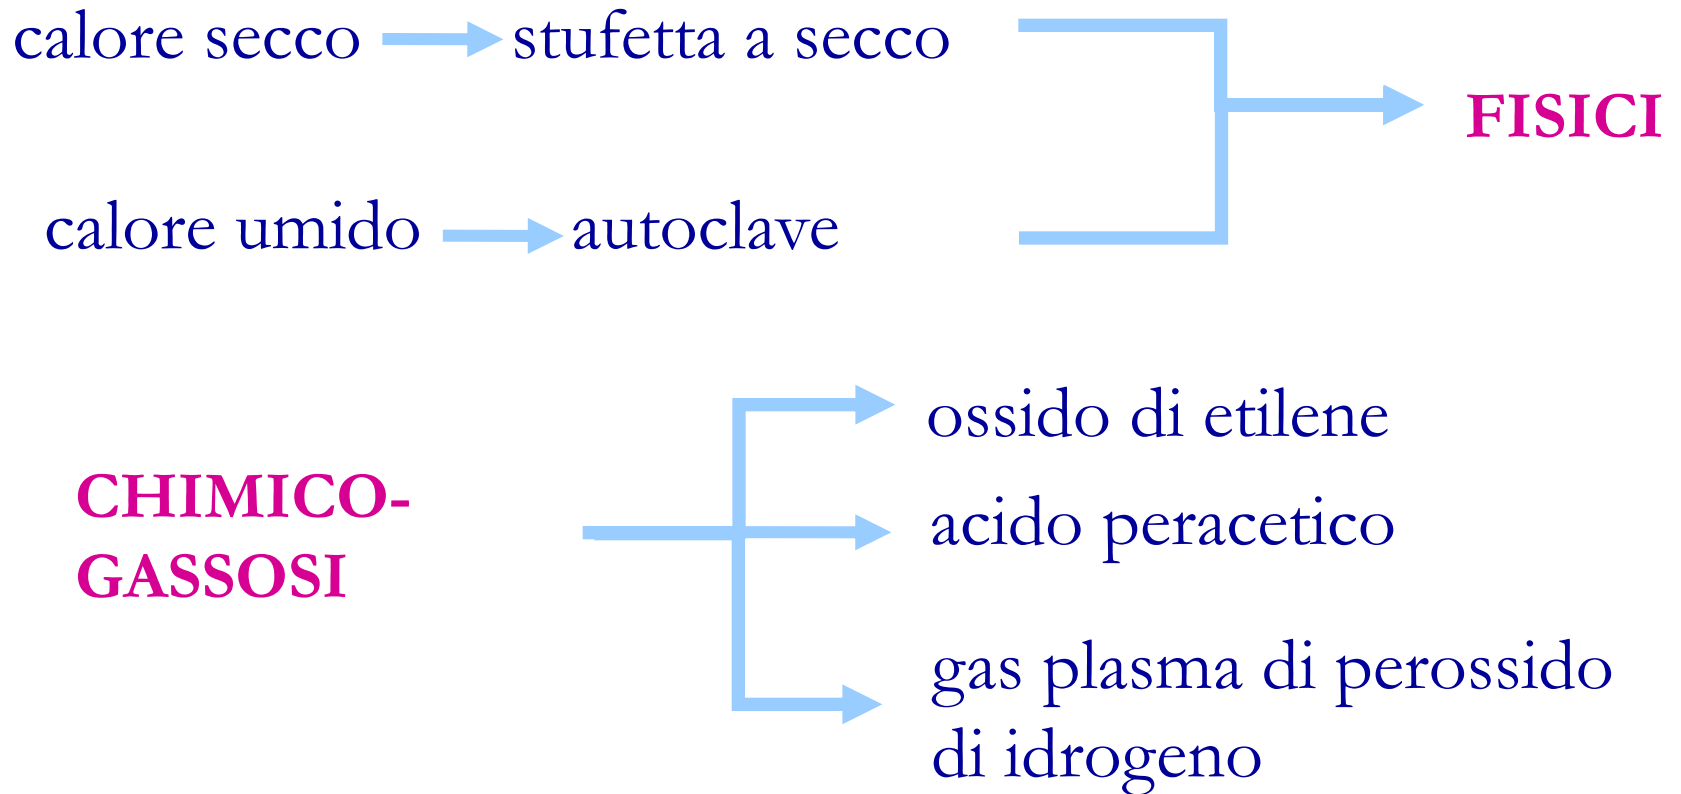 calore secco stufetta a secco
FISICI
calore umido autoclave
ossido di etilene
CHIMICO-
GASSOSI
acido peracetico
gas plasma di perossido
di idrogeno